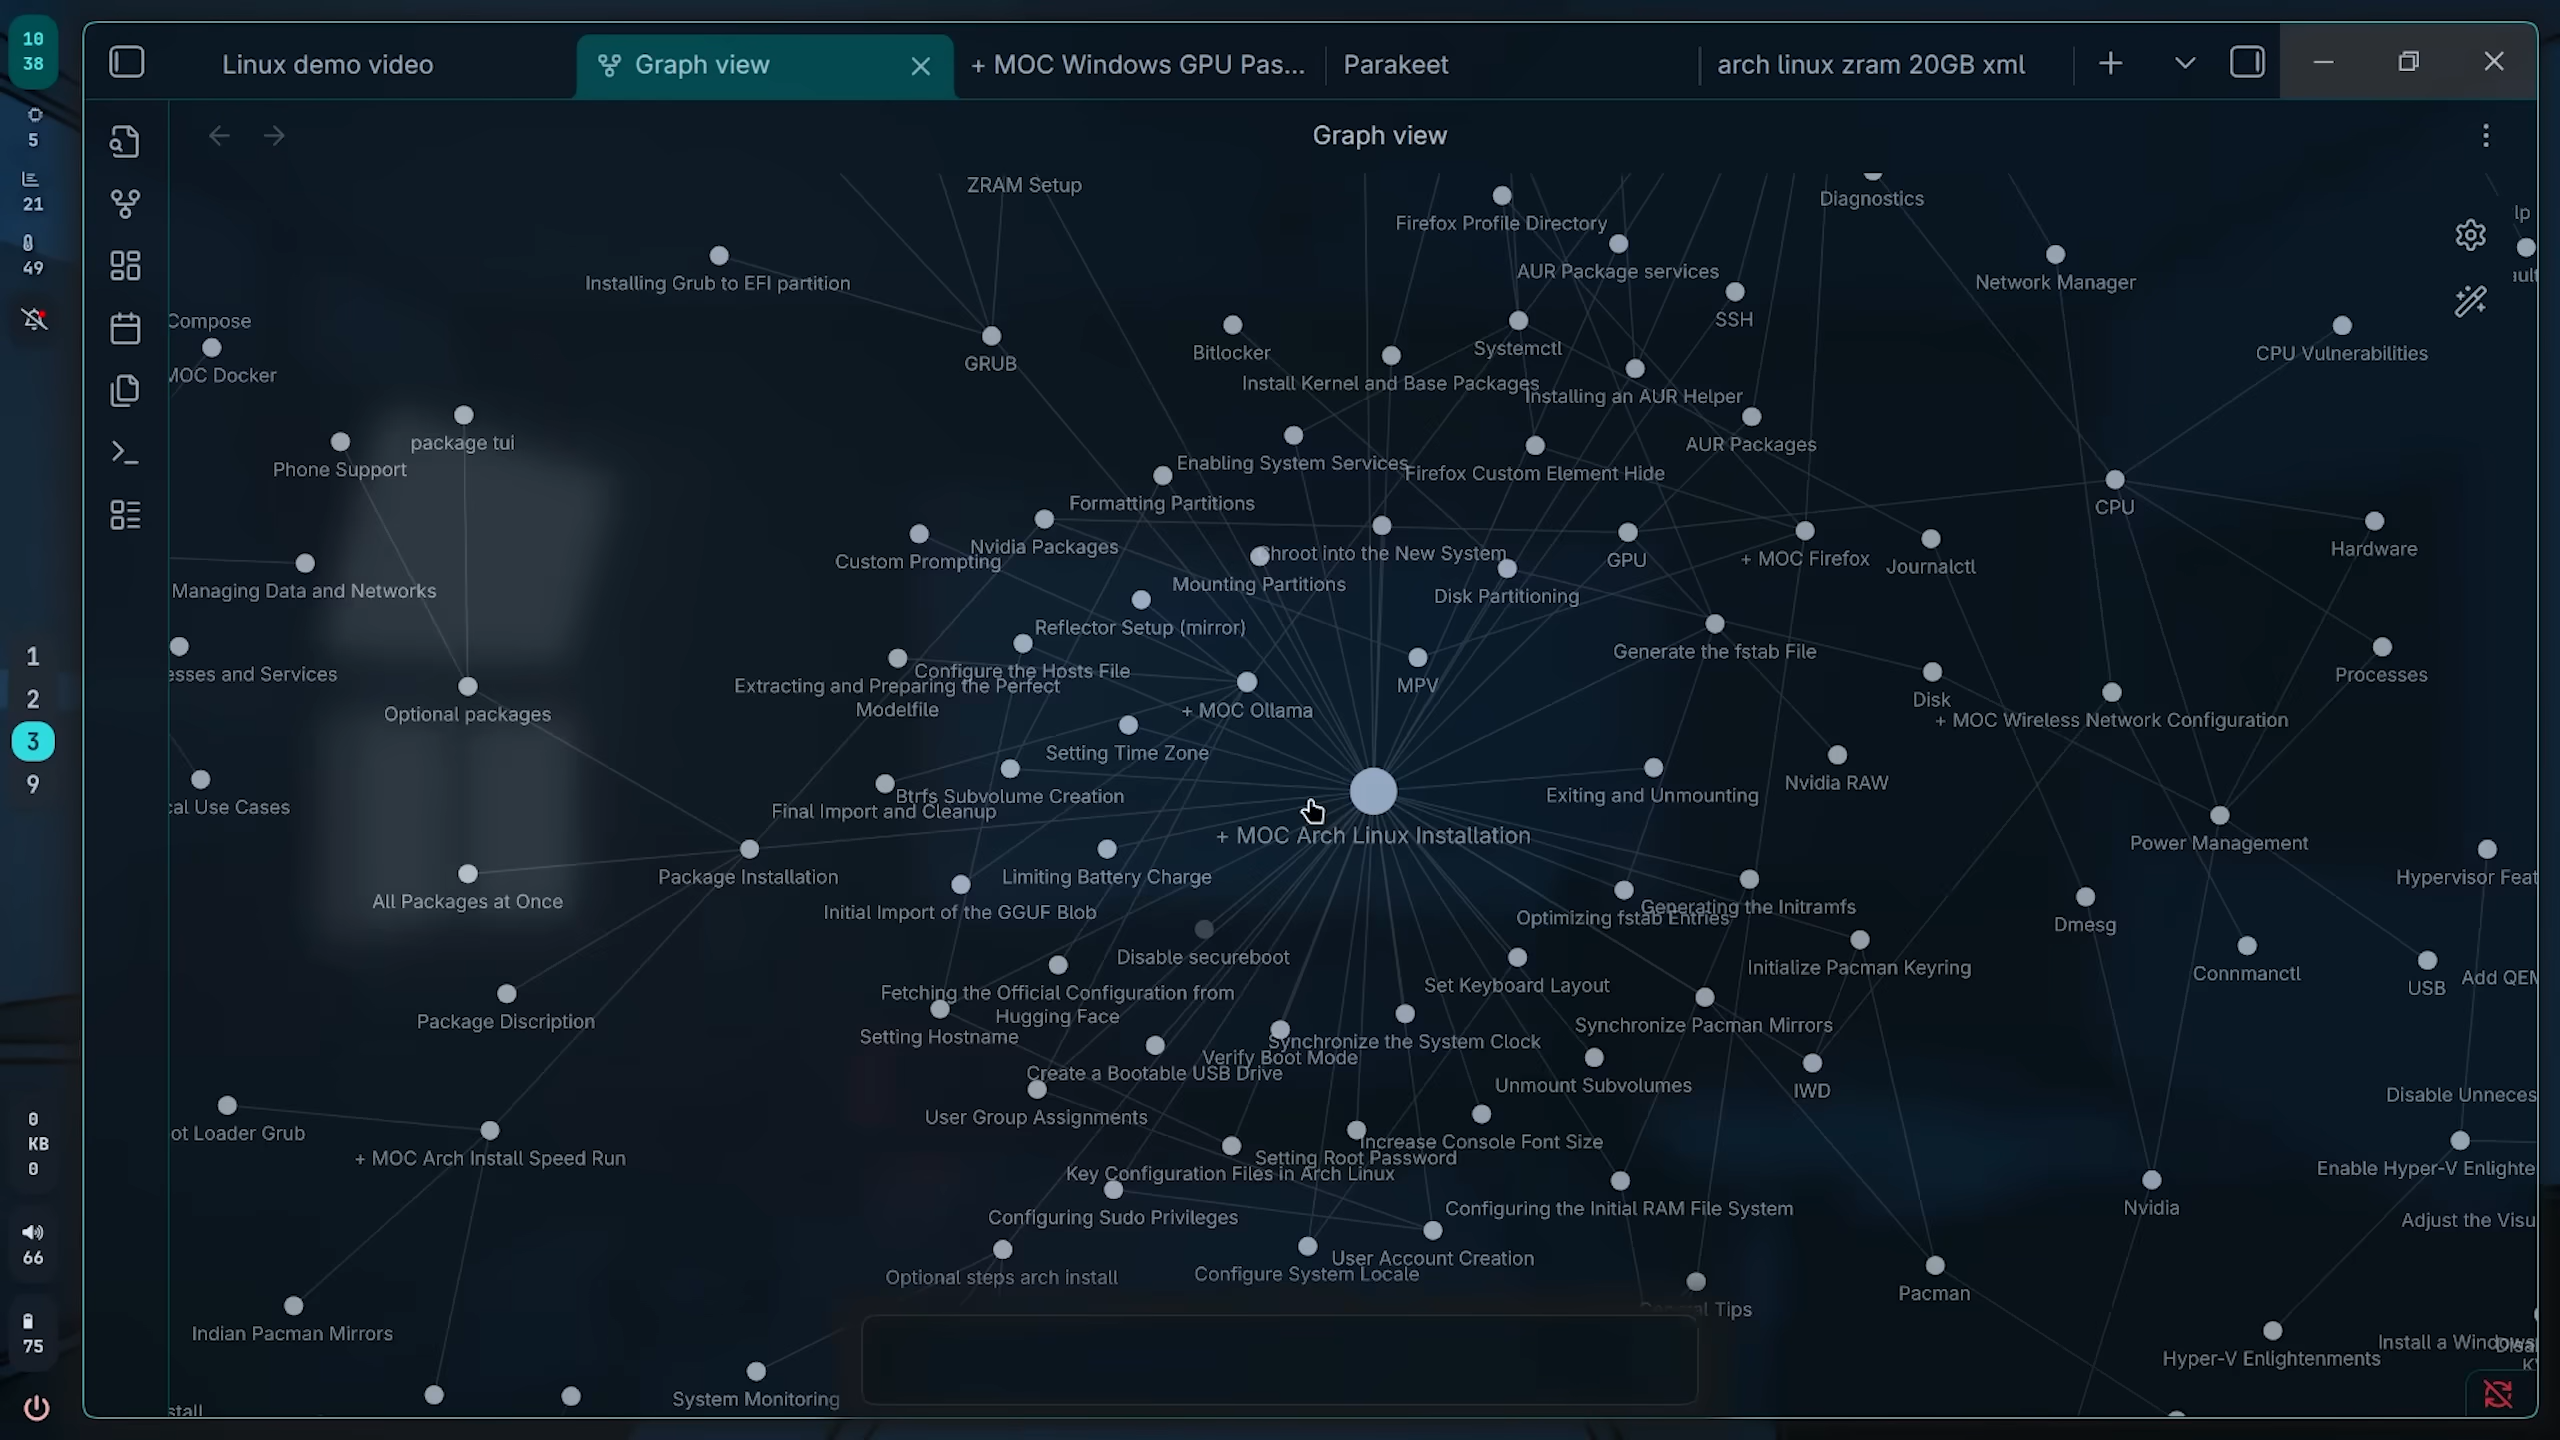 10
38
5
21
49
1
2
3
9
0
KB
0
66
75
Linux demo video
Graph view
+ MOC Windows GPU Pas...
Parakeet
arch linux zram 20GB xml
Graph view
ZRAM Setup
Diagnostics
Firefox Profile Directory
lp
AUR Package services
Installing Grub to EFI partition
Network Manager
ault
SSH
Compose
Bitlocker
Systemctl
CPU Vulnerabilities
GRUB
MOC Docker
Install Kernel and Base Packages
Installing an AUR Helper
package tui
AUR Packages
Phone Support
Enabling System Services
Firefox Custom Element Hide
Formatting Partitions
CPU
Nvidia Packages
Custom Prompting
Chroot into the New System
GPU
+ MOC Firefox
Journalctl
Hardware
Managing Data and Networks
Mounting Partitions
Disk Partitioning
Reflector Setup (mirror)
Generate the fstab File
esses and Services
Configure the Hosts File
Processes
Extracting and Preparing the Perfect
Modelfile
MPV
Disk
Optional packages
+ MOC Ollama
+ MOC Wireless Network Configuration
Setting Time Zone
Nvidia RAW
cal Use Cases
Btrfs Subvolume Creation
Final Import and Cleanup
Exiting and Unmounting
+ MOC Arch Linux Installation
Power Management
Package Installation
Limiting Battery Charge
Hypervisor Feat
All Packages at Once
Initial Import of the GGUF Blob
Optimizing fstab Entries
Generating the Initramfs
Dmesg
Disable secureboot
Initialize Pacman Keyring
Connmanctl
USB
Add QEM
Fetching the Official Configuration from
Hugging Face
Set Keyboard Layout
Package Discription
Setting Hostname
Synchronize Pacman Mirrors
Synchronize the System Clock
Verify Boot Mode
Create a Bootable USB Drive
Unmount Subvolumes
IWD
Disable Unneces
User Group Assignments
ot Loader Grub
+ MOC Arch Install Speed Run
Increase Console Font Size
Setting Root Password
Key Configuration Files in Arch Linux
Enable Hyper-V Enlighte
Configuring Sudo Privileges
Configuring the Initial RAM File System
Nvidia
Adjust the Visu
User Account Creation
Optional steps arch install
Configure System Locale
Pacman
Tips
Indian Pacman Mirrors
Install a Windows
Hyper-V Enlightenments
System Monitoring
stall